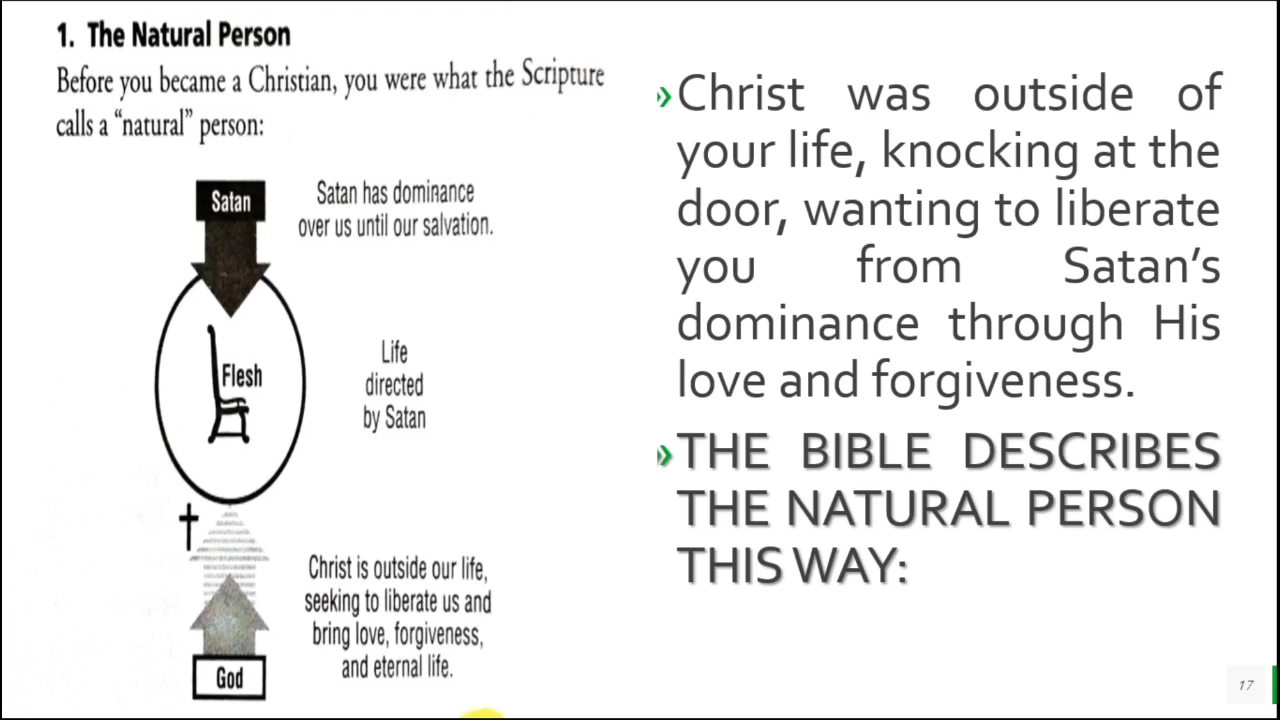 1. The Natural Person
Before you became a Christian, you were what the Scripture
calls a “natural” person:
Satan
Satan has dominance
over us until our salvation.
Flesh
Life
directed
by Satan
Christ is outside our life,
seeking to liberate us and
bring love, forgiveness,
and eternal life.
God
» Christ was outside of
your life, knocking at the
door, wanting to liberate
you from Satan’s
dominance through His
love and forgiveness.
» THE BIBLE DESCRIBES
THE NATURAL PERSON
THIS WAY:
17